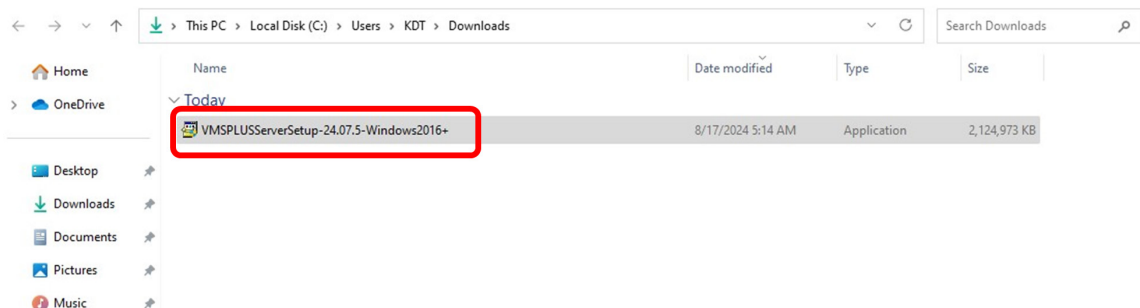 This PC > Local Disk (C:) > Users > KDT > Downloads
Search Downloads
Home
OneDrive
Desktop
Downloads
Documents
Pictures
Music
Name Date modified Type Size
Today
VMSPLUSServerSetup-24.07.5-Windows2016+ 8/17/2024 5:14 AM Application 2,124,973 KB